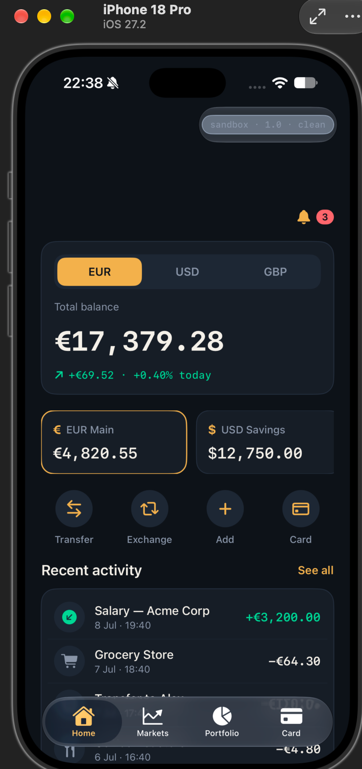 iPhone 18 Pro
iOS 27.2
22:38
sandbox · 1.0 · clean
3
EUR USD GBP
Total balance
€17,379.28
+€69.52 · +0.40% today
€ EUR Main
€4,820.55
$ USD Savings
$12,750.00
Transfer Exchange Add Card
Recent activity See all
Salary — Acme Corp +€3,200.00
8 Jul · 19:40
Grocery Store −€64.30
7 Jul · 18:40
Home Markets Portfolio Card
−€4.80
6 Jul · 16:40